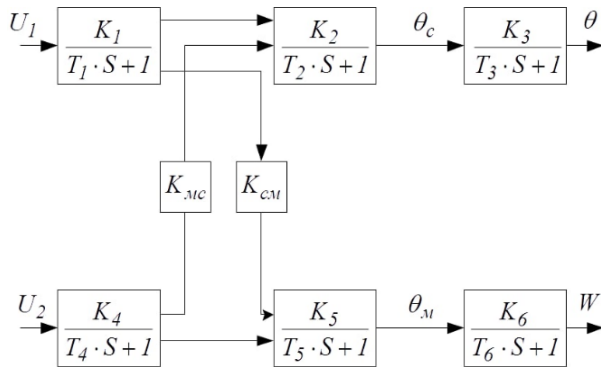 U₁ K₁ K₂ θс K₃ θ
T₁·S+1 T₂·S+1 T₃·S+1
Kмс Kсм
U₂ K₄ K₅ θм K₆ W
T₄·S+1 T₅·S+1 T₆·S+1